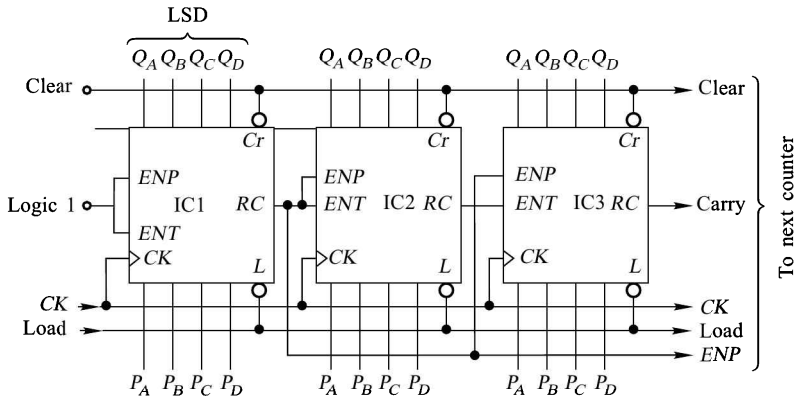 LSD
Q_A Q_B Q_C Q_D Q_A Q_B Q_C Q_D Q_A Q_B Q_C Q_D
Clear Clear
Cr Cr Cr
ENP ENP ENP
Logic 1 IC1 RC ENT IC2 RC ENT IC3 RC Carry
ENT
CK CK CK
L L L
CK CK
Load Load
ENP
P_A P_B P_C P_D P_A P_B P_C P_D P_A P_B P_C P_D
To next counter